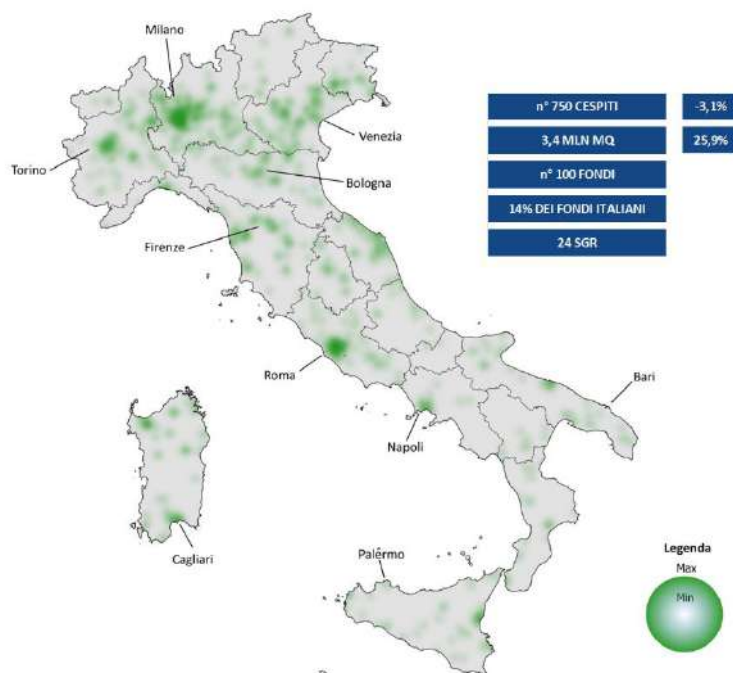 Milano
n° 750 CESPITI
-3,1%
3,4 MLN MQ
25,9%
Venezia
Torino
n° 100 FONDI
Bologna
14% DEI FONDI ITALIANI
Firenze
24 SGR
Roma
Bari
Napoli
Cagliari
Palermo
Legenda
Max
Min